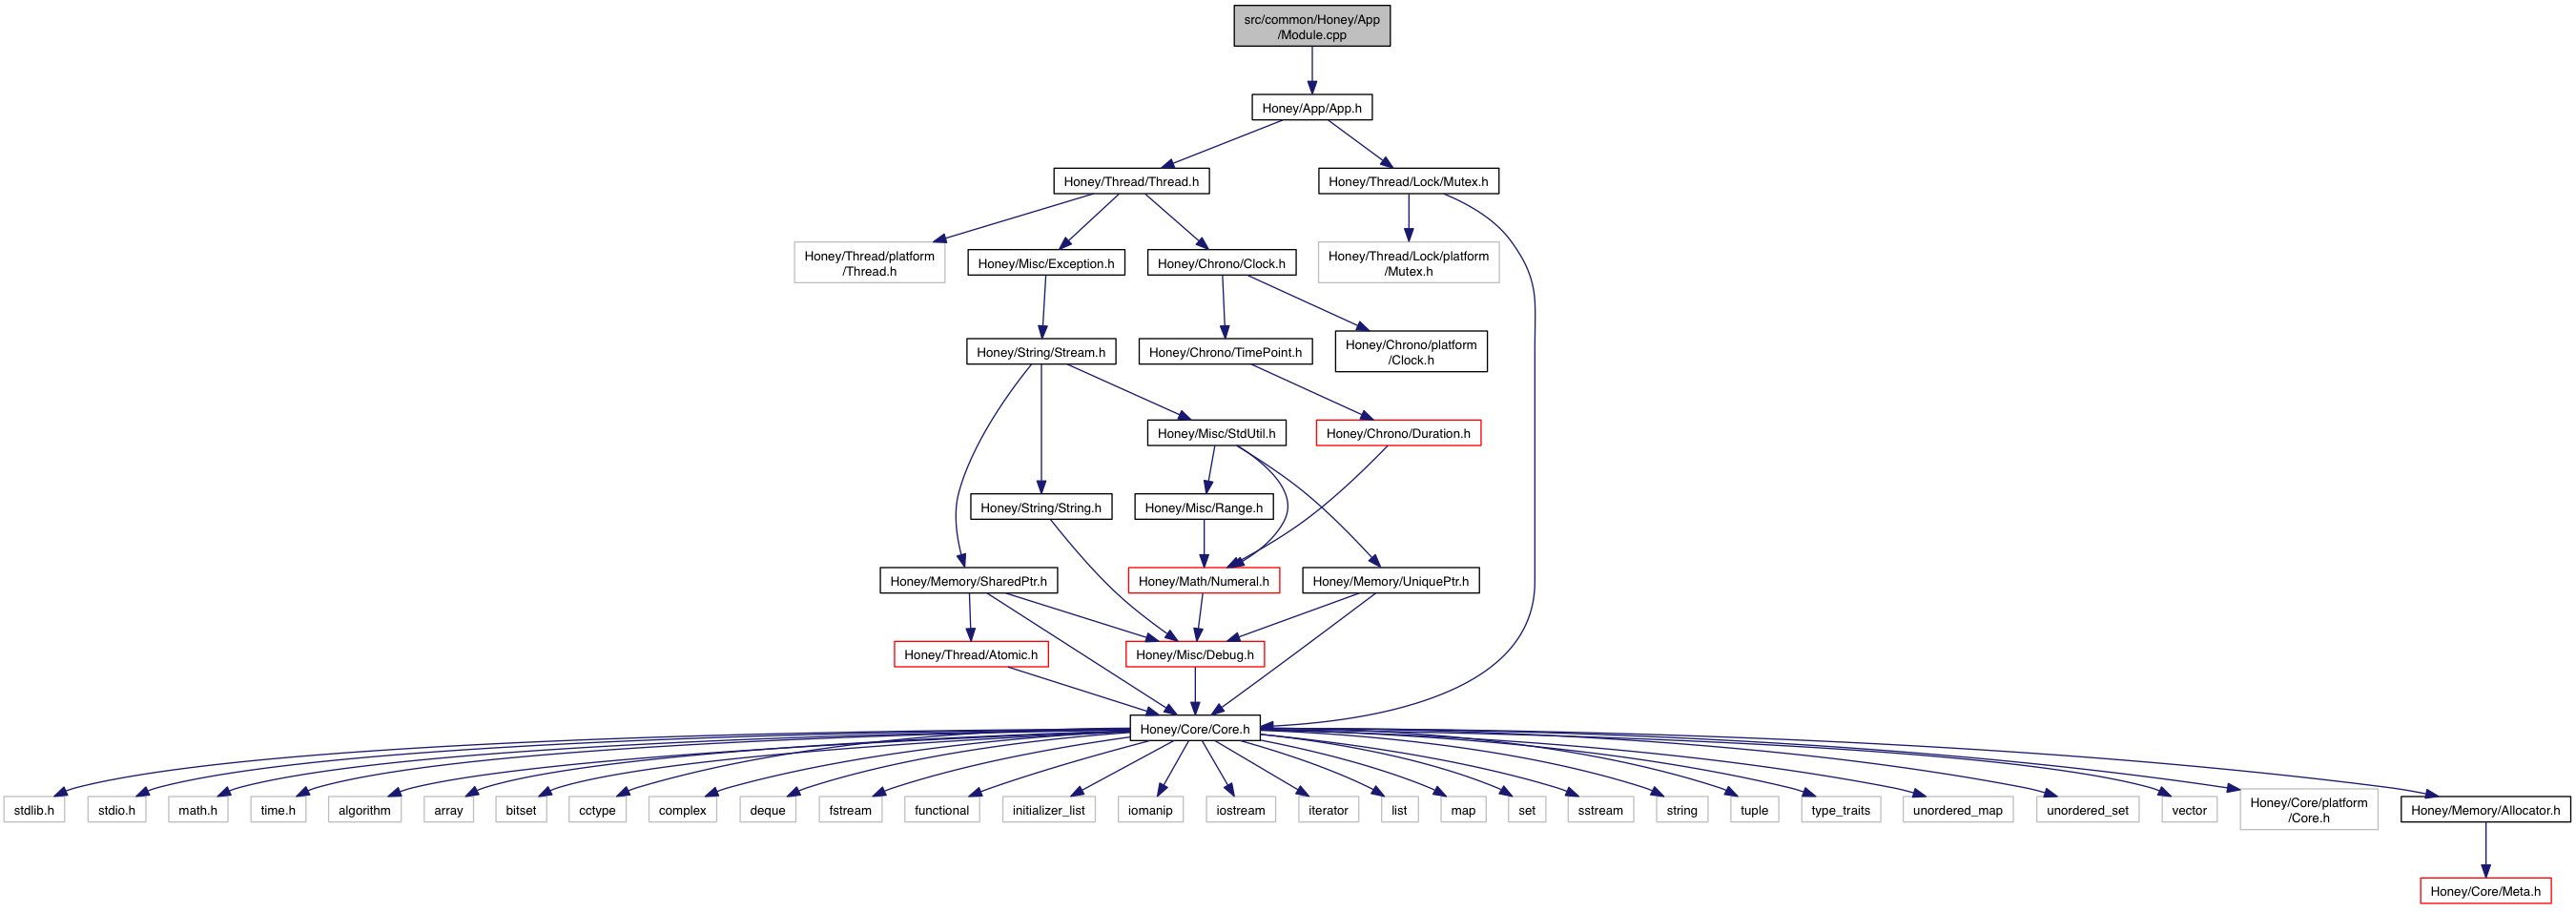 src/common/Honey/App
/Module.cpp
Honey/App/App.h
Honey/Thread/Thread.h
Honey/Thread/Lock/Mutex.h
Honey/Thread/platform
/Thread.h
Honey/Misc/Exception.h
Honey/Chrono/Clock.h
Honey/Thread/Lock/platform
/Mutex.h
Honey/String/Stream.h
Honey/Chrono/TimePoint.h
Honey/Chrono/platform
/Clock.h
Honey/Misc/StdUtil.h
Honey/Chrono/Duration.h
Honey/String/String.h
Honey/Misc/Range.h
Honey/Memory/SharedPtr.h
Honey/Math/Numeral.h
Honey/Memory/UniquePtr.h
Honey/Thread/Atomic.h
Honey/Misc/Debug.h
Honey/Core/Core.h
stdlib.h
stdio.h
math.h
time.h
algorithm
array
bitset
cctype
complex
deque
fstream
functional
initializer_list
iomanip
iostream
iterator
list
map
set
sstream
string
tuple
type_traits
unordered_map
unordered_set
vector
Honey/Core/platform
/Core.h
Honey/Memory/Allocator.h
Honey/Core/Meta.h